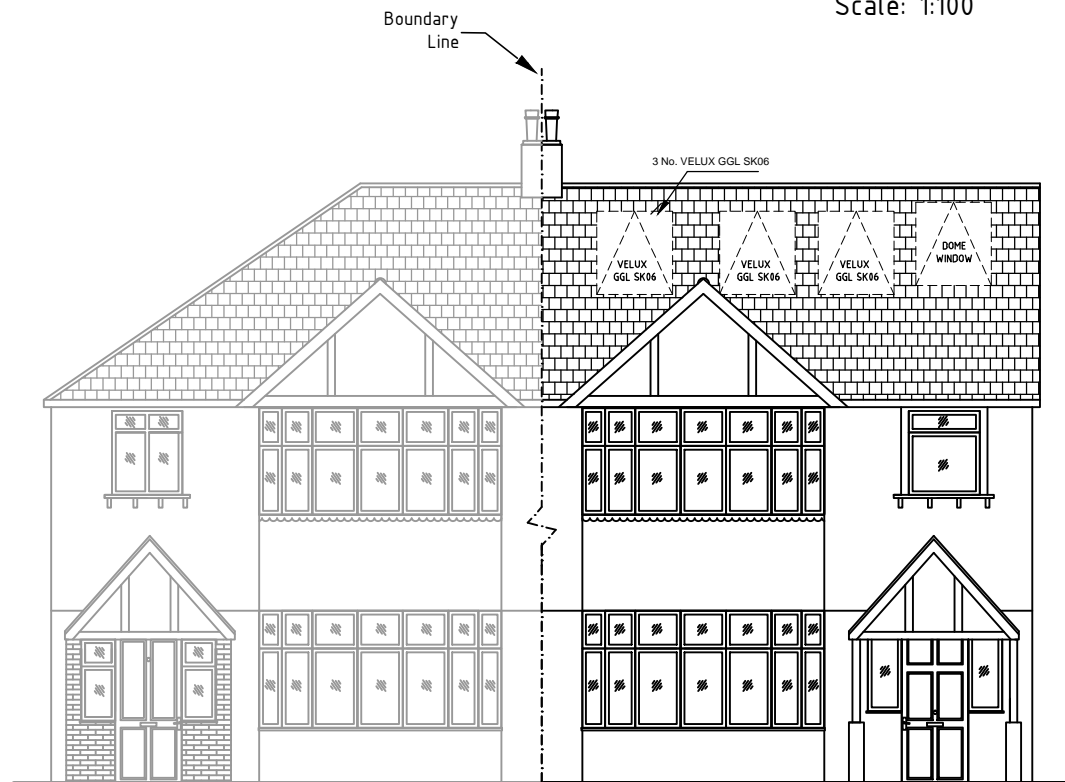 Scale: 1:100
Boundary
Line
3 No. VELUX GGL SK06
VELUX
GGL SK06
VELUX
GGL SK06
VELUX
GGL SK06
DOME
WINDOW